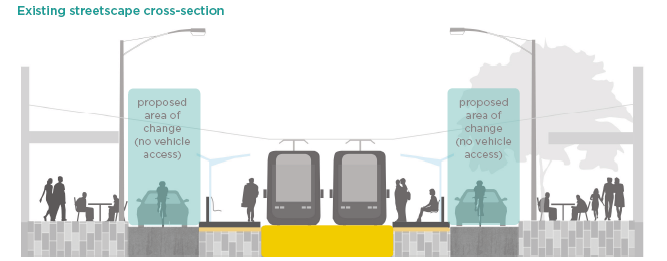 Existing streetscape cross-section
proposed
area of
change
(no vehicle
access)
proposed
area of
change
(no vehicle
access)